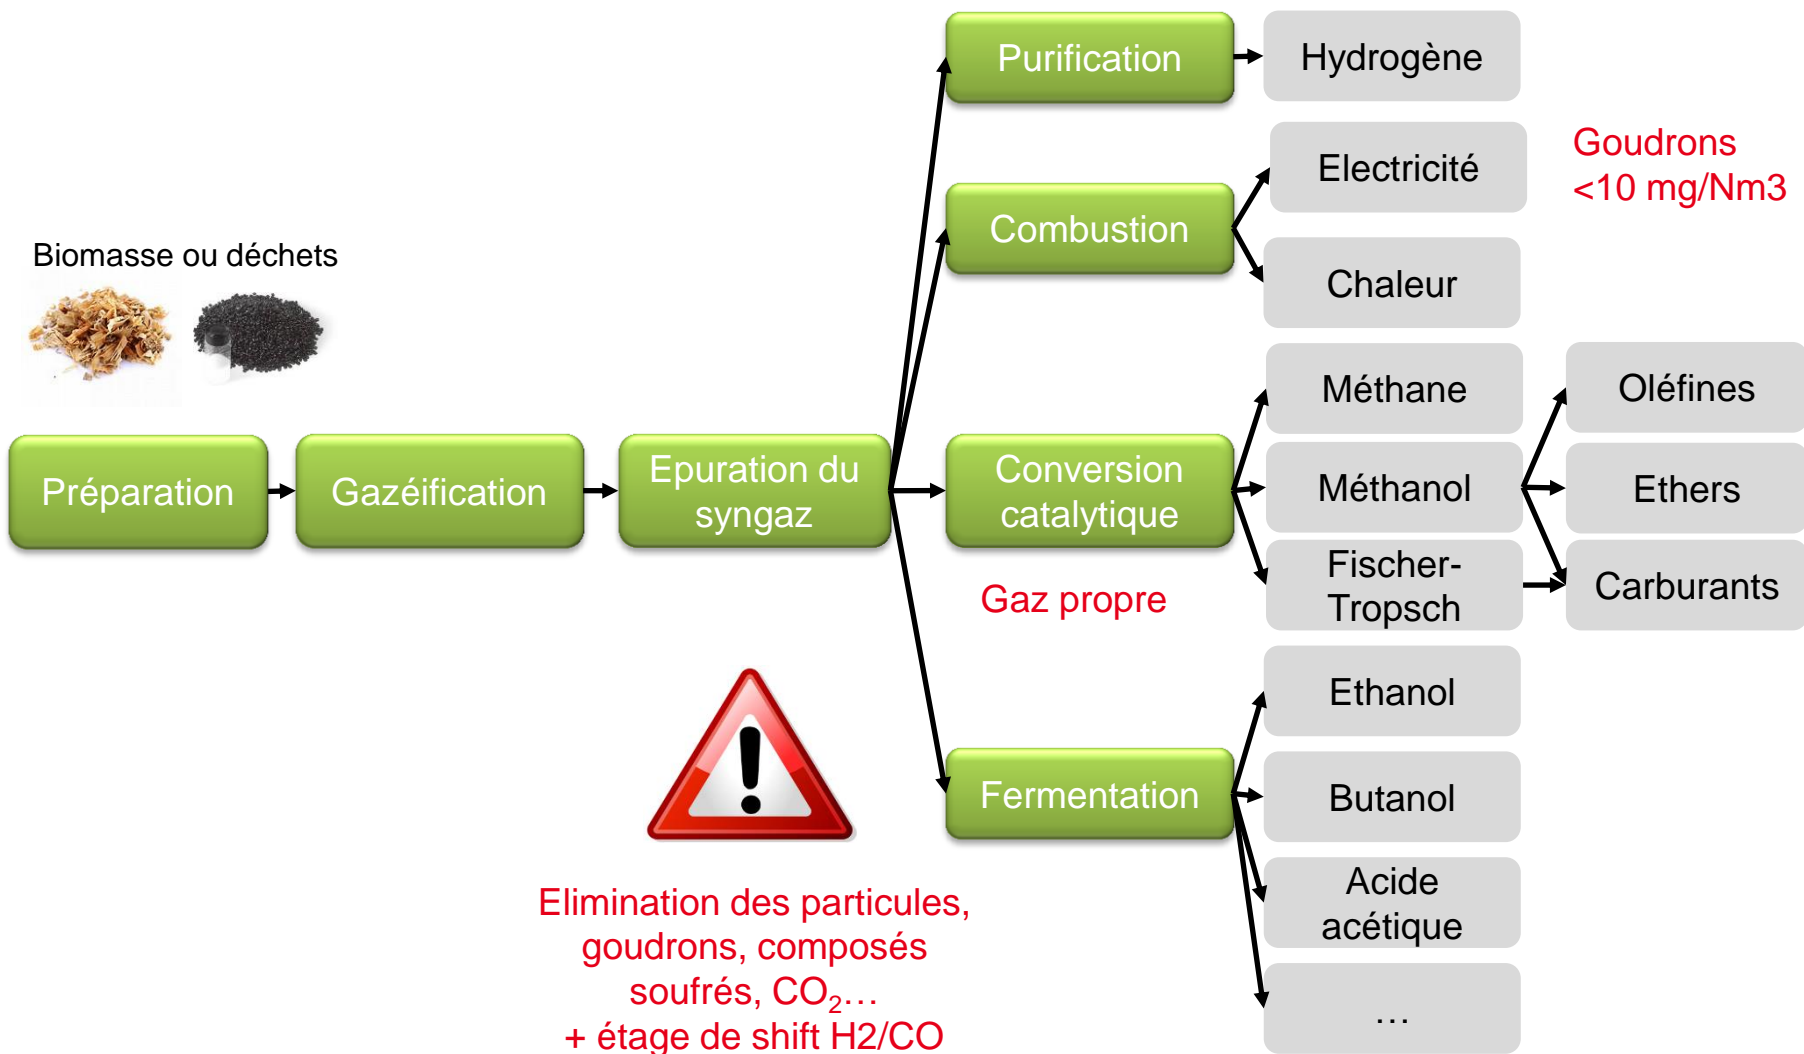 Purification
Hydrogène
Electricité
Goudrons
<10 mg/Nm3
Combustion
Chaleur
Biomasse ou déchets
Méthane
Oléfines
Préparation
Gazéification
Epuration du
syngaz
Conversion
catalytique
Méthanol
Ethers
Gaz propre
Fischer-
Tropsch
Carburants
Ethanol
Fermentation
Butanol
Acide
acétique
…
Elimination des particules,
goudrons, composés
soufrés, CO₂…
+ étage de shift H2/CO